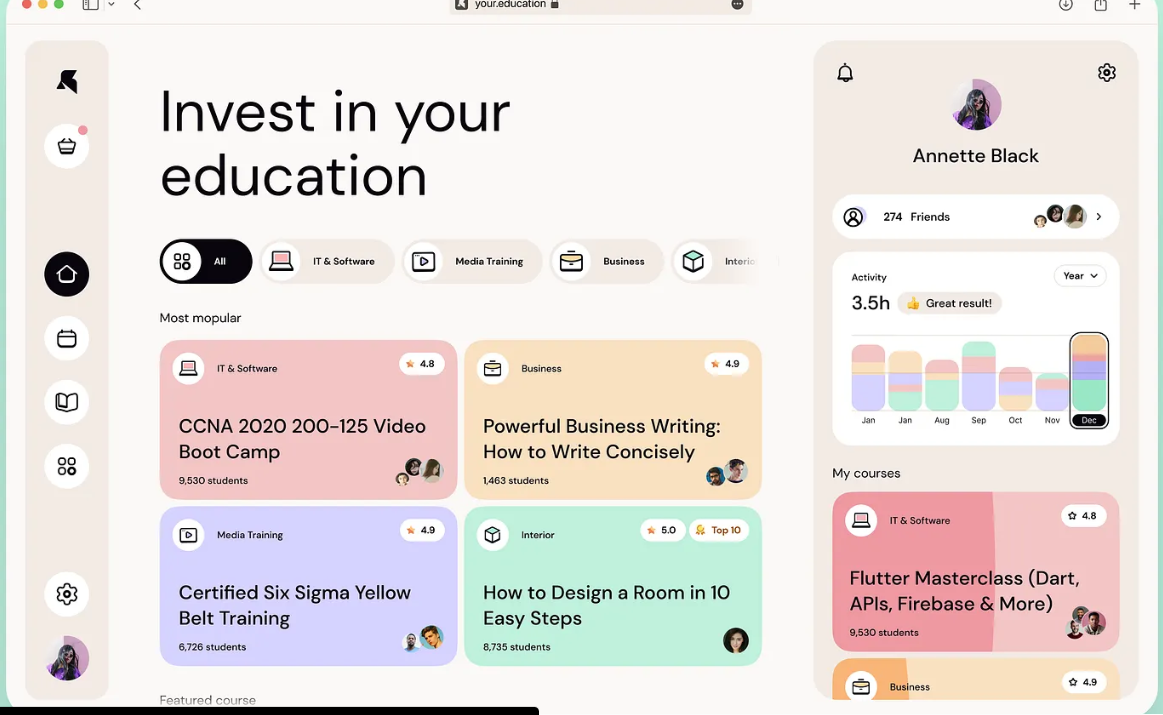 your.education
Invest in your
education
All
IT & Software
Media Training
Business
Interio
Most mopular
IT & Software
4.8
CCNA 2020 200-125 Video
Boot Camp
9,530 students
Business
4.9
Powerful Business Writing:
How to Write Concisely
1,463 students
Media Training
4.9
Certified Six Sigma Yellow
Belt Training
6,726 students
Interior
5.0
Top 10
How to Design a Room in 10
Easy Steps
8,735 students
Featured course
Annette Black
274 Friends
Activity
Year
3.5h
Great result!
Jan Jan Aug Sep Oct Nov Dec
My courses
IT & Software
4.8
Flutter Masterclass (Dart,
APIs, Firebase & More)
9,530 students
Business
4.9